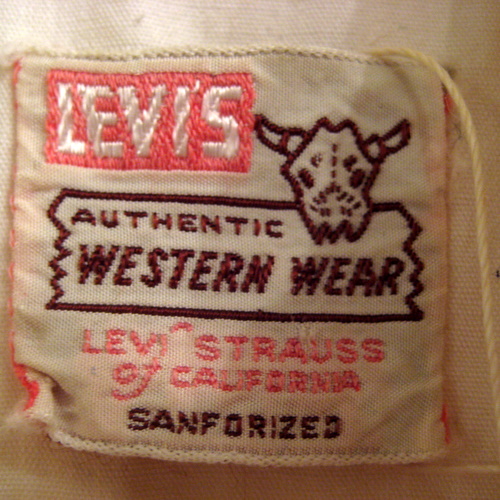 LEVI'S
AUTHENTIC
WESTERN WEAR
LEVI STRAUSS
of CALIFORNIA
SANFORIZED